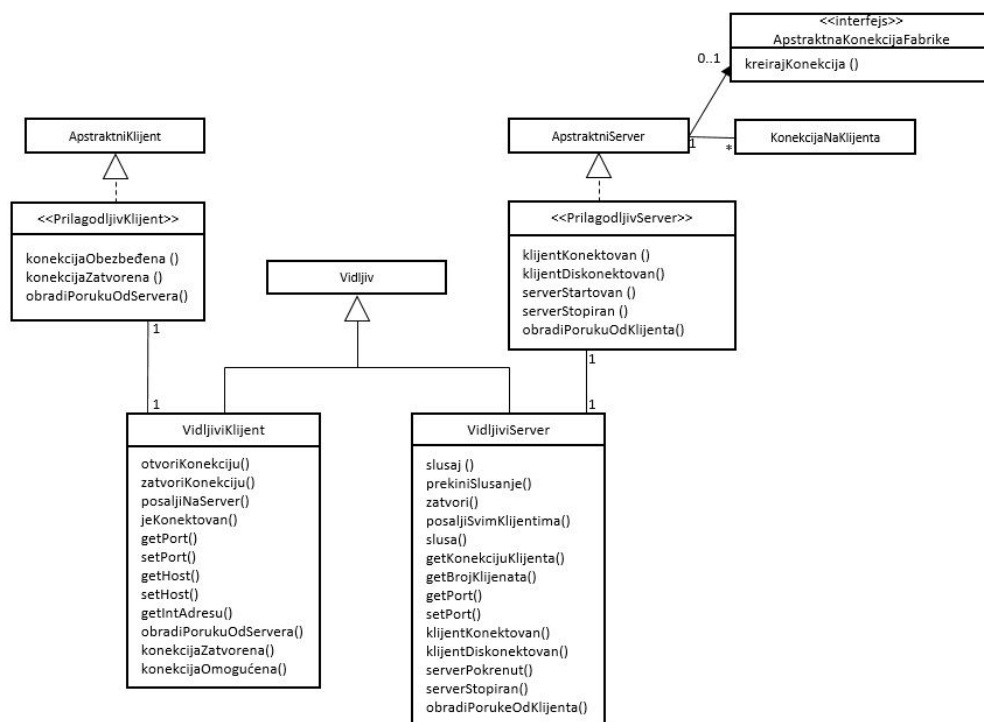 <<interfejs>>
ApstraktnaKonekcijaFabrike
kreirajKonekcija ()
0..1
ApstraktniKlijent
ApstraktniServer
1
*
KonekcijaNaKlijenta
<<PrilagodljivKlijent>>
konekcijaObezbeđena ()
konekcijaZatvorena ()
obradiPorukuOdServera()
<<PrilagodljivServer>>
klijentKonektovan ()
klijentDiskonektovan()
serverStartovan ()
serverStopiran ()
obradiPorukuOdKlijenta()
Vidljiv
1
1
1
1
VidljiviKlijent
otvoriKonekciju()
zatvoriKonekciju()
posaljiNaServer()
jeKonektovan()
getPort()
setPort()
getHost()
setHost()
getIntAdresu()
obradiPorukuOdServera()
konekcijaZatvorena()
konekcijaOmogućena()
VidljiviServer
slusaj ()
prekiniSlusanje()
zatvori()
posaljiSvimKlijentima()
slusa()
getKonekcijuKlijenta()
getBrojKlijenata()
getPort()
setPort()
klijentKonektovan()
klijentDiskonektovan()
serverPokrenut()
serverStopiran()
obradiPorukeOdKlijenta()